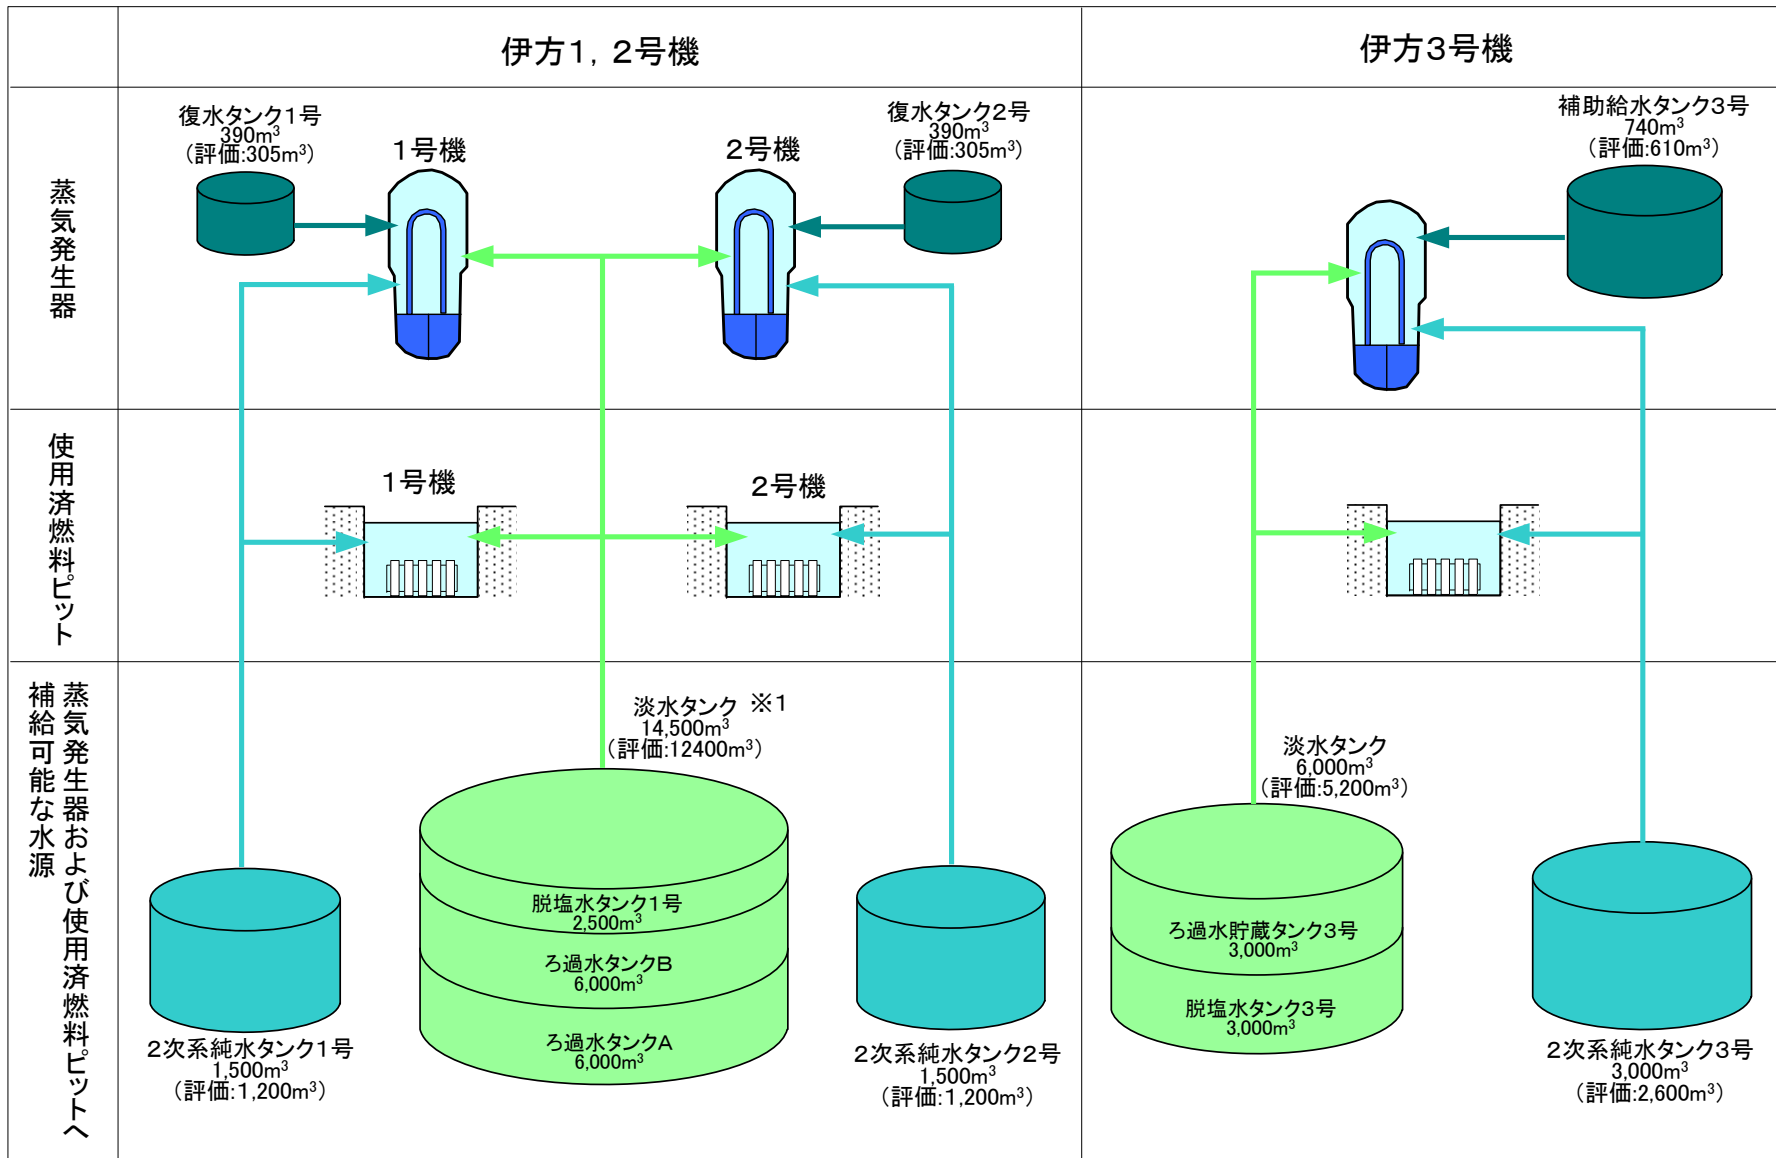 伊方１，２号機
伊方３号機
蒸気発生器
復水タンク１号
390m³
（評価:305m³）
１号機
２号機
復水タンク２号
390m³
（評価:305m³）
補助給水タンク３号
740m³
（評価:610m³）
使用済燃料ピット
１号機
２号機
蒸気発生器および使用済燃料ピットへ
補給可能な水源
淡水タンク ※１
14,500m³
（評価:12400m³）
脱塩水タンク１号
2,500m³
ろ過水タンクＢ
6,000m³
ろ過水タンクＡ
6,000m³
２次系純水タンク１号
1,500m³
（評価:1,200m³）
２次系純水タンク２号
1,500m³
（評価:1,200m³）
淡水タンク
6,000m³
（評価:5,200m³）
ろ過水貯蔵タンク３号
3,000m³
脱塩水タンク３号
3,000m³
２次系純水タンク３号
3,000m³
（評価:2,600m³）